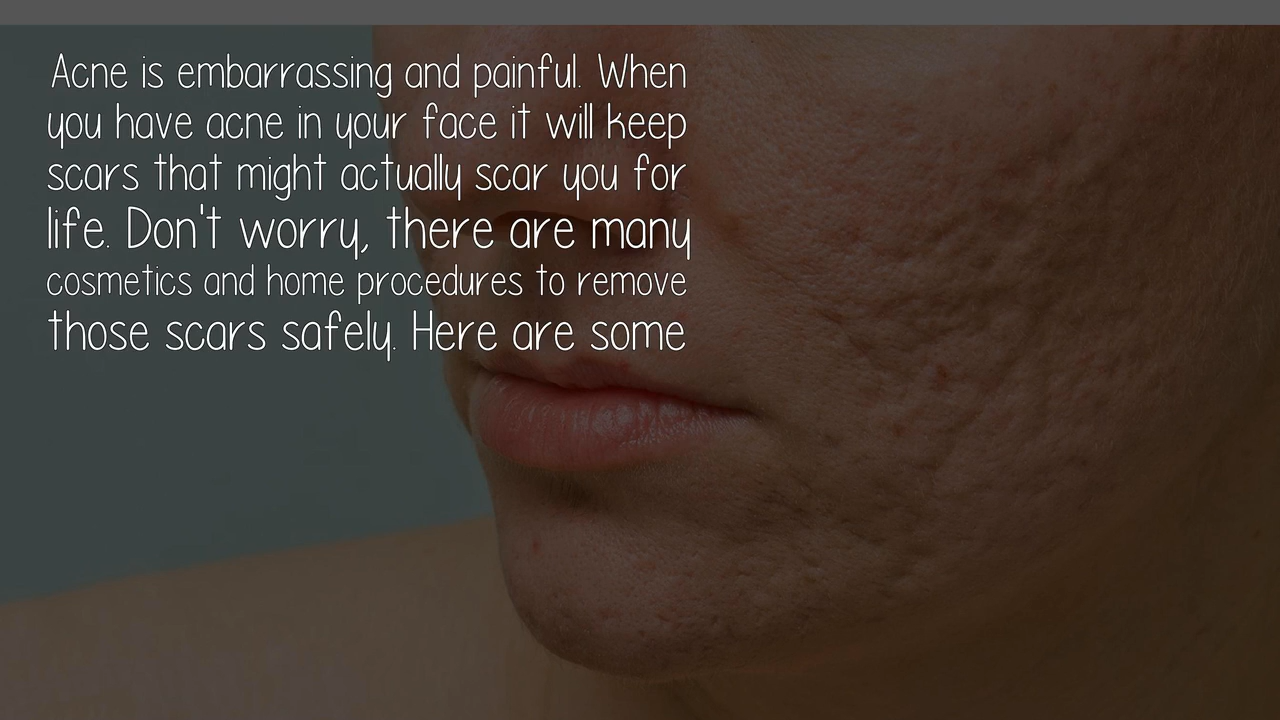 Acne is embarrassing and painful. When
you have acne in your face it will keep
scars that might actually scar you for
life. Don't worry, there are many
cosmetics and home procedures to remove
those scars safely. Here are some